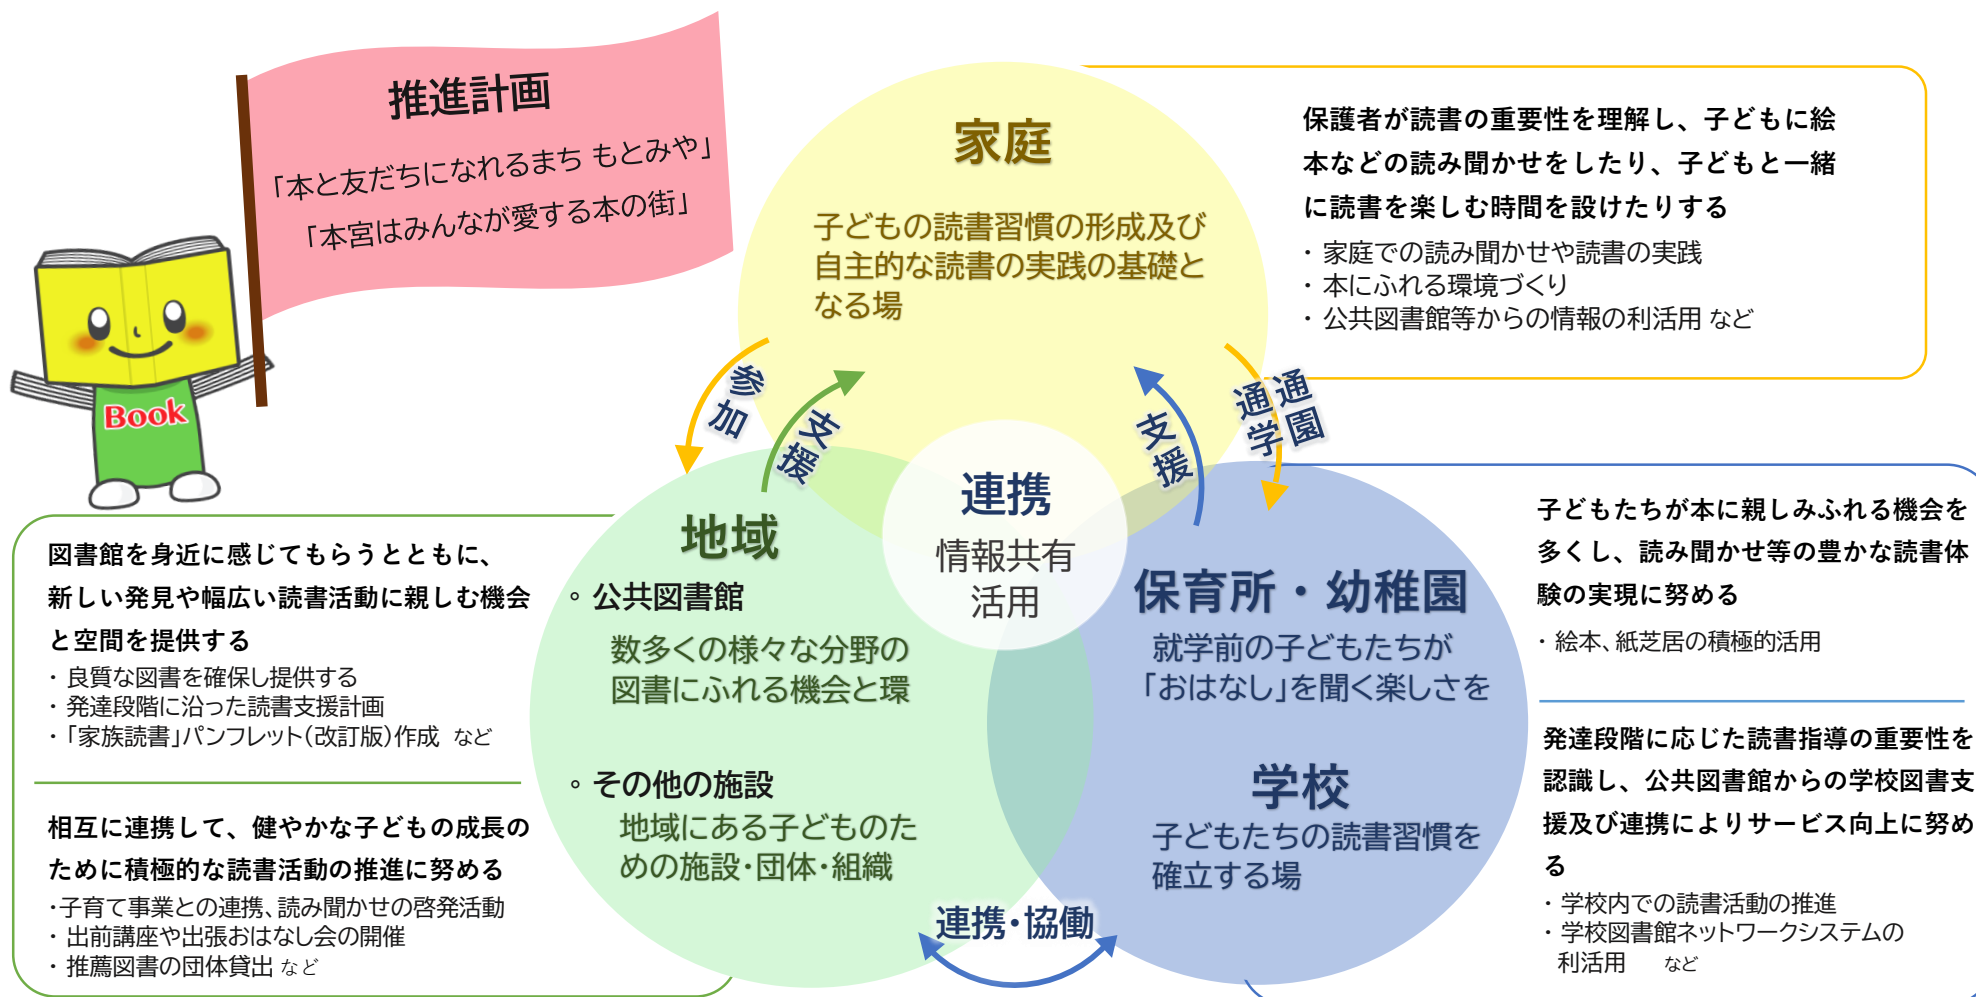 推進計画
「本と友だちになれるまち もとみや」
「本宮はみんなが愛する本の街」
Book
家庭
子どもの読書習慣の形成及び
自主的な読書の実践の基礎と
なる場
保護者が読書の重要性を理解し、子どもに絵
本などの読み聞かせをしたり、子どもと一緒
に読書を楽しむ時間を設けたりする
・ 家庭での読み聞かせや読書の実践
・ 本にふれる環境づくり
・ 公共図書館等からの情報の利活用 など
参加
支援
支援
通園
通学
連携
情報共有
活用
地域
。公共図書館
数多くの様々な分野の
図書にふれる機会と環
。その他の施設
地域にある子どものた
めの施設・団体・組織
図書館を身近に感じてもらうとともに、
新しい発見や幅広い読書活動に親しむ機会
と空間を提供する
・ 良質な図書を確保し提供する
・ 発達段階に沿った読書支援計画
・ 「家族読書」パンフレット(改訂版)作成 など
相互に連携して、健やかな子どもの成長の
ために積極的な読書活動の推進に努める
・子育て事業との連携、読み聞かせの啓発活動
・ 出前講座や出張おはなし会の開催
・ 推薦図書の団体貸出 など
保育所・幼稚園
就学前の子どもたちが
「おはなし」を聞く楽しさを
学校
子どもたちの読書習慣を
確立する場
連携・協働
子どもたちが本に親しみふれる機会を
多くし、読み聞かせ等の豊かな読書体
験の実現に努める
・ 絵本、紙芝居の積極的活用
発達段階に応じた読書指導の重要性を
認識し、公共図書館からの学校図書支
援及び連携によりサービス向上に努め
る
・ 学校内での読書活動の推進
・ 学校図書館ネットワークシステムの
利活用 など